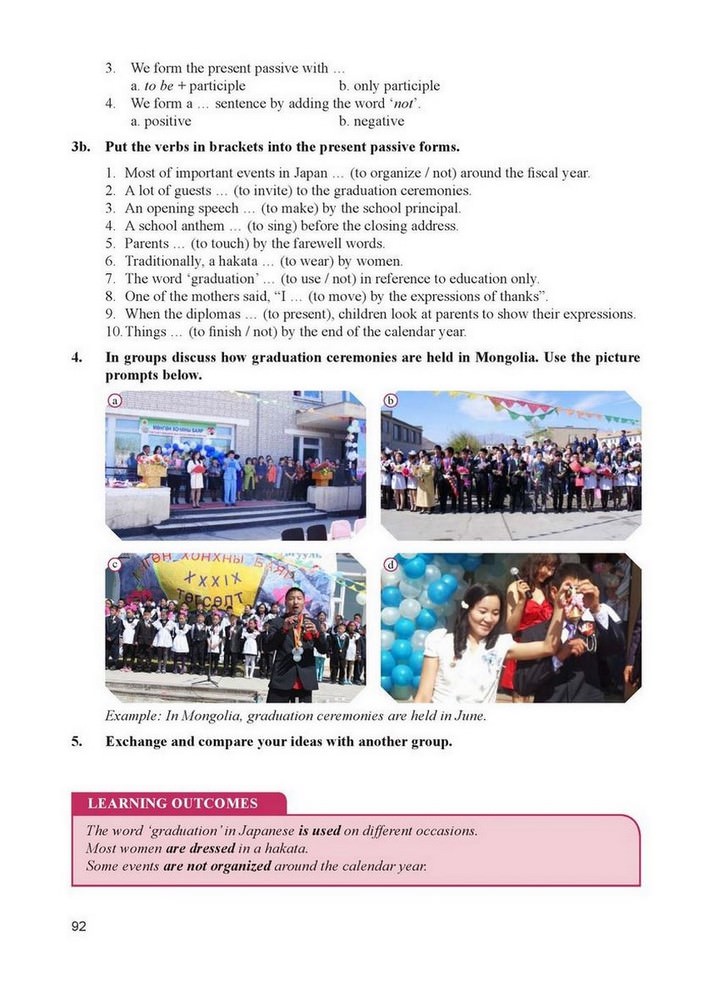 3. We form the present passive with …
a. to be + participle b. only participle
4. We form a … sentence by adding the word ‘not’.
a. positive b. negative
3b. Put the verbs in brackets into the present passive forms.
1. Most of important events in Japan … (to organize / not) around the fiscal year.
2. A lot of guests … (to invite) to the graduation ceremonies.
3. An opening speech … (to make) by the school principal.
4. A school anthem … (to sing) before the closing address.
5. Parents … (to touch) by the farewell words.
6. Traditionally, a hakata … (to wear) by women.
7. The word ‘graduation’ … (to use / not) in reference to education only.
8. One of the mothers said, “I … (to move) by the expressions of thanks”.
9. When the diplomas … (to present), children look at parents to show their expressions.
10. Things … (to finish / not) by the end of the calendar year.
4. In groups discuss how graduation ceremonies are held in Mongolia. Use the picture
prompts below.
a
b
c
XXXIX
ТӨГСӨЛТ
d
Example: In Mongolia, graduation ceremonies are held in June.
5. Exchange and compare your ideas with another group.
LEARNING OUTCOMES
The word ‘graduation’ in Japanese is used on different occasions.
Most women are dressed in a hakata.
Some events are not organized around the calendar year.
92